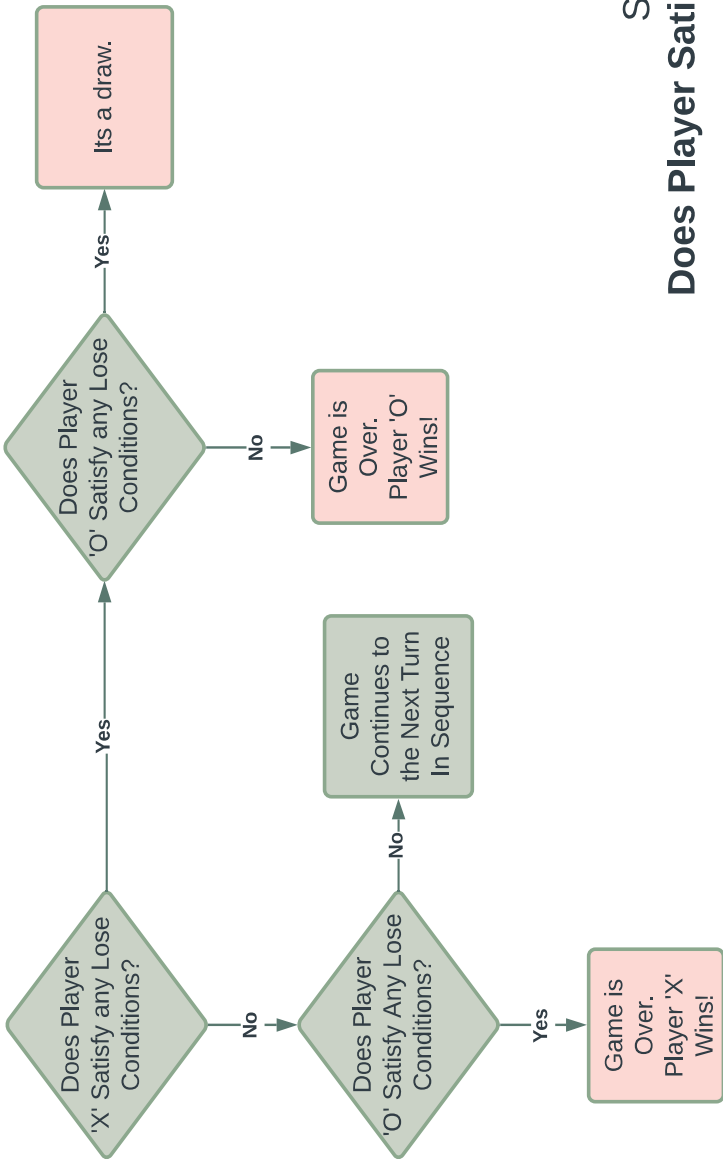 Does Player
'X' Satisfy any Lose
Conditions?
Yes
Does Player
'O' Satisfy any Lose
Conditions?
Yes
Its a draw.
No
Game is
Over.
Player 'O'
Wins!
No
Does Player
'O' Satisfy Any Lose
Conditions?
No
Game
Continues to
the Next Turn
In Sequence
Yes
Game is
Over.
Player 'X'
Wins!
S
Does Player Sati